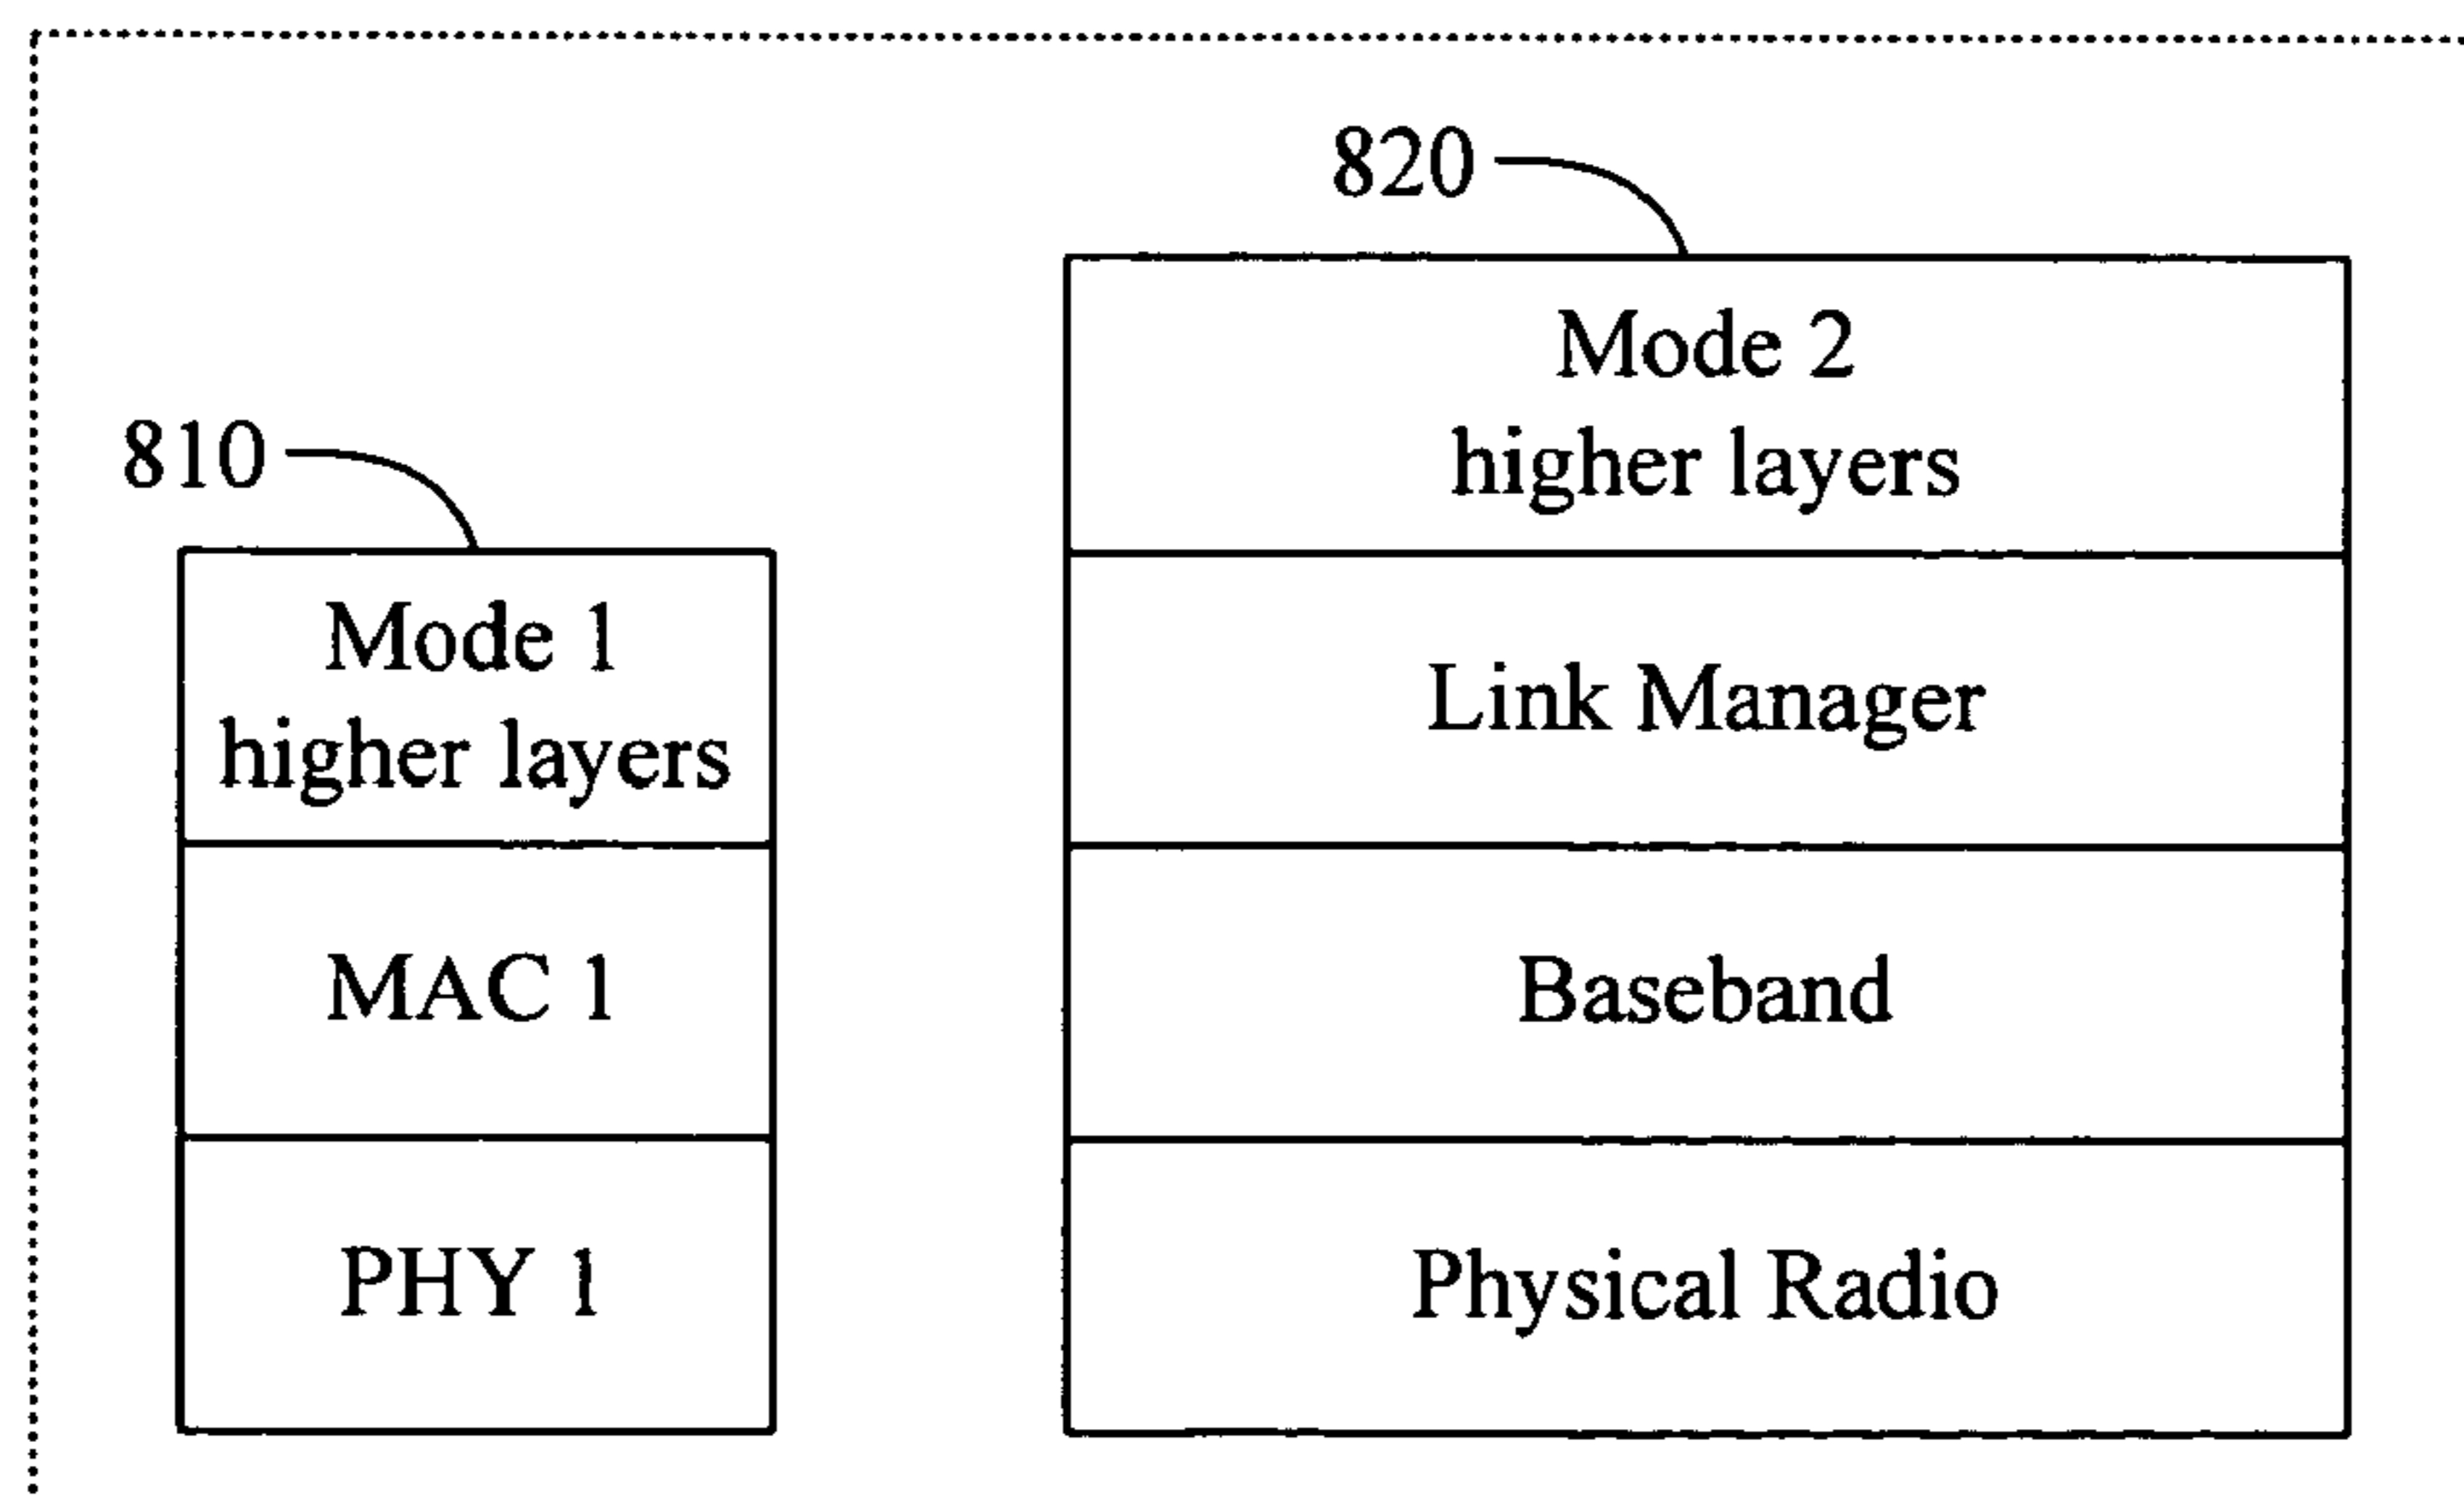 820
Mode 2
higher layers
810
Mode 1
higher layers
Link Manager
MAC 1
Baseband
PHY 1
Physical Radio